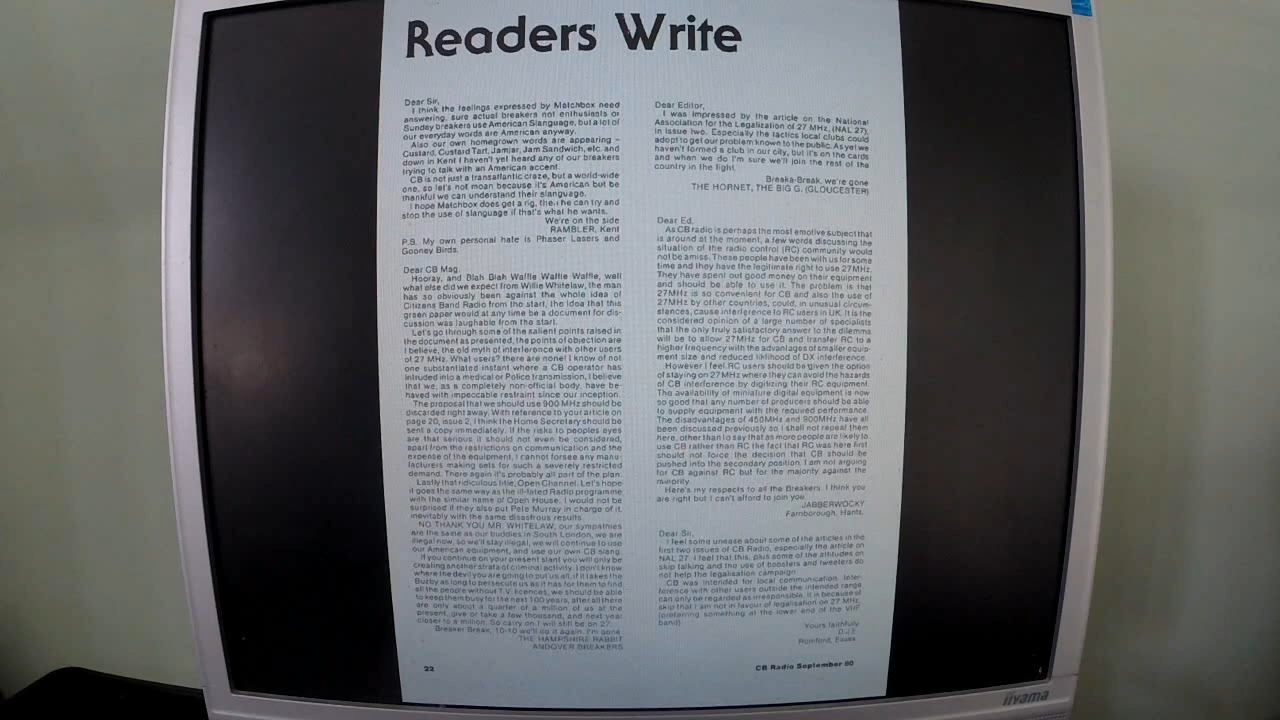 Readers Write
Dear Sir,
I think the feelings expressed by Matchbox need
answering, sure actual breakers not enthusiasts or
Sunday breakers use American Slanguage, but a lot of
our everyday words are American anyway.
Also our own homegrown words are appearing –
Custard, Custard Tart, Jamjar, Jam Sandwich, etc. and
down in Kent I haven't yet heard any of our breakers
trying to talk with an American accent.
CB is not just a transatlantic craze, but a world-wide
one, so let's not moan because it's American but be
thankful we can understand their slanguage.
I hope Matchbox does get a rig, then he can try and
stop the use of slanguage if that's what he wants.
We're on the side
RAMBLER, Kent
P.S. My own personal hate is Phaser Lasers and
Gooney Birds.
Dear CB Mag.
Hooray, and Blah Blah Waffle Waffle Waffle, well
what else did we expect from Willie Whitelaw, the man
has so obviously been against the whole idea of
Citizens Band Radio from the start, the idea that this
green paper would at any time be a document for dis-
cussion was laughable from the start.
Let's go through some of the salient points raised in
the document as presented, the points of objection are
I believe, the old myth of interference with other users
of 27 MHz. What users? there are none! I know of not
one substantiated instant where a CB operator has
intruded into a medical or Police transmission, I believe
that we, as a completely non-official body, have be-
haved with impeccable restraint since our inception.
The proposal that we should use 900 MHz should be
discarded right away. With reference to your article on
page 20, issue 2, I think the Home Secretary should be
sent a copy immediately. If the risks to peoples eyes
are that serious it should not even be considered,
apart from the restrictions on communication and the
expense of the equipment, I cannot forsee any manu-
facturers making sets for such a severely restricted
demand. There again it's probably all part of the plan.
Lastly that ridiculous title, Open Channel. Let's hope
it goes the same way as the ill-fated Radio programme
with the similar name of Open House. I would not be
surprised if they also put Pete Murray in charge of it,
inevitably with the same disastrous results.
NO THANK YOU MR. WHITELAW, our sympathies
are the same as our buddies in South London, we are
illegal now, so we'll stay illegal, we will continue to use
our American equipment, and use our own CB slang.
If you continue on your present slant you will only be
creating another strata of criminal activity. I don't know
where the devil you are going to put us all, if it takes the
Buzby as long to persecute us as it has for them to find
all the people without T.V. licences, we should be able
to keep them busy for the next 100 years, after all there
are only about a quarter of a million of us at the
present, give or take a few thousand, and next year
closer to a million. So carry on I will still be on 27.
Breaker Break, 10-10 we'll do it again. I'm gone
THE HAMPSHIRE RABBIT
ANDOVER BREAKERS
22
Dear Editor,
I was impressed by the article on the National
Association for the Legalization of 27 MHz, (NAL 27),
in issue two. Especially the tactics local clubs could
adopt to get our problem known to the public. As yet we
haven't formed a club in our city, but it's on the cards
and when we do I'm sure we'll join the rest of the
country in the fight.
Breaka-Break, we're gone
THE HORNET, THE BIG G. (GLOUCESTER)
Dear Ed,
As CB radio is perhaps the most emotive subject that
is around at the moment, a few words discussing the
situation of the radio control (RC) community would
not be amiss. These people have been with us for some
time and they have the legitimate right to use 27MHz.
They have spent out good money on their equipment
and should be able to use it. The problem is that
27MHz is so convenient for CB and also the use of
27MHz by other countries, could, in unusual circum-
stances, cause interference to RC users in UK. It is the
considered opinion of a large number of specialists
that the only truly satisfactory answer to the dilemma
will be to allow 27MHz for CB and transfer RC to a
higher frequency with the advantages of smaller equip-
ment size and reduced liklihood of DX interference.
However I feel RC users should be given the option
of staying on 27MHz where they can avoid the hazards
of CB interference by digitizing their RC equipment.
The availability of miniature digital equipment is now
so good that any number of producers should be able
to supply equipment with the required performance.
The disadvantages of 450MHz and 900MHz have all
been discussed previously so I shall not repeat them
here, other than to say that as more people are likely to
use CB rather than RC the fact that RC was here first
should not force the decision that CB should be
pushed into the secondary position. I am not arguing
for CB against RC but for the majority against the
minority.
Here's my respects to all the Breakers. I think you
are right but I can't afford to join you.
JABBERWOCKY
Farnborough, Hants.
Dear Sir,
I feel some unease about some of the articles in the
first two issues of CB Radio, especially the article on
NAL 27. I feel that this, plus some of the attitudes on
skip talking and the use of boosters and tweeters do
not help the legalisation campaign.
CB was intended for local communication. Inter-
ference with other users outside the intended range
can only be regarded as irresponsible. It is because of
skip that I am not in favour of legalisation on 27 MHz,
(preferring something at the lower end of the VHF
band).
Yours faithfully
D.J.E.
Romford, Essex
CB Radio September 80
iiyama